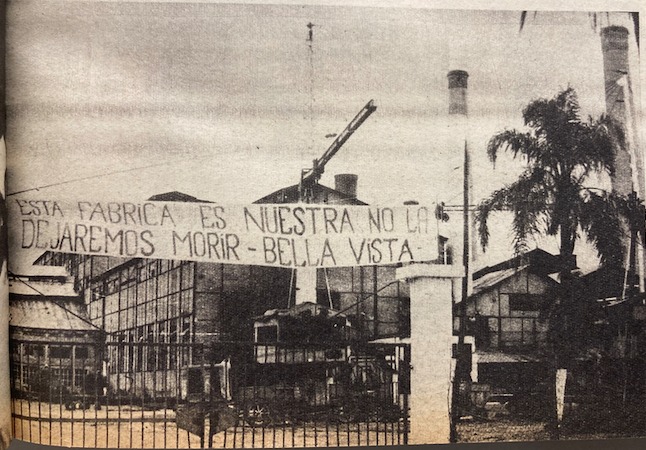 ESTA FABRICA ES NUESTRA NO LA
DEJAREMOS MORIR - BELLA VISTA -